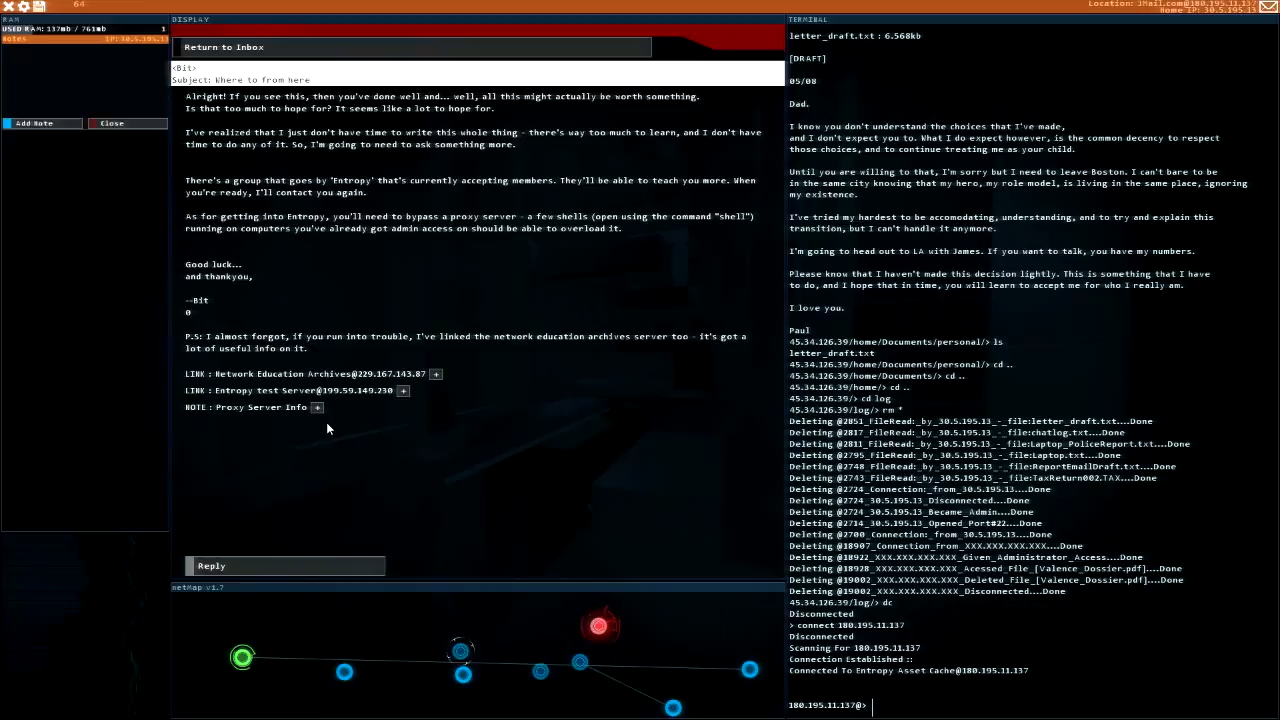 64
Location: JMail.com@180.195.11.137
Home IP: 30.5.195.13
RAM
USED RAM: 137mb / 761mb 1
notes IP: 30.5.195.13
Add Note
Close
DISPLAY
Return to Inbox
<Bit>
Subject: Where to from here
Alright! If you see this, then you've done well and... well, all this might actually be worth something.
Is that too much to hope for? It seems like a lot to hope for.
I've realized that I just don't have time to write this whole thing - there's way too much to learn, and I don't have
time to do any of it. So, I'm going to need to ask something more.
There's a group that goes by 'Entropy' that's currently accepting members. They'll be able to teach you more. When
you're ready, I'll contact you again.
As for getting into Entropy, you'll need to bypass a proxy server - a few shells (open using the command "shell")
running on computers you've already got admin access on should be able to overload it.
Good luck...
and thankyou,
--Bit
0
P.S: I almost forgot, if you run into trouble, I've linked the network education archives server too - it's got a
lot of useful info on it.
LINK : Network Education Archives@229.167.143.87 +
LINK : Entropy test Server@199.59.149.230 +
NOTE : Proxy Server Info +
Reply
netMap v1.7
TERMINAL
letter_draft.txt : 6.568kb
[DRAFT]
05/08
Dad.
I know you don't understand the choices that I've made,
and I don't expect you to. What I do expect however, is the common decency to respect
those choices, and to continue treating me as your child.
Until you are willing to that, I'm sorry but I need to leave Boston. I can't bare to be
in the same city knowing that my hero, my role model, is living in the same place, ignoring
my existence.
I've tried my hardest to be accomodating, understanding, and to try and explain this
transition, but I can't handle it anymore.
I'm going to head out to LA with James. If you want to talk, you have my numbers.
Please know that I haven't made this decision lightly. This is something that I have
to do, and I hope that in time, you will learn to accept me for who I really am.
I love you.
Paul
45.34.126.39/home/Documents/personal/> ls
letter_draft.txt
45.34.126.39/home/Documents/personal/> cd ..
45.34.126.39/home/Documents/> cd ..
45.34.126.39/home/> cd ..
45.34.126.39/> cd log
45.34.126.39/log/> rm *
Deleting @2851_FileRead:_by_30.5.195.13_-_file:letter_draft.txt....Done
Deleting @2817_FileRead:_by_30.5.195.13_-_file:chatlog.txt....Done
Deleting @2811_FileRead:_by_30.5.195.13_-_file:Laptop_PoliceReport.txt....Done
Deleting @2795_FileRead:_by_30.5.195.13_-_file:Laptop.txt....Done
Deleting @2748_FileRead:_by_30.5.195.13_-_file:ReportEmailDraft.txt....Done
Deleting @2743_FileRead:_by_30.5.195.13_-_file:TaxReturn002.TAX....Done
Deleting @2724_Connection:_from_30.5.195.13....Done
Deleting @2724_30.5.195.13_Disconnected....Done
Deleting @2724_30.5.195.13_Became_Admin....Done
Deleting @2714_30.5.195.13_Opened_Port#22....Done
Deleting @2700_Connection:_from_30.5.195.13....Done
Deleting @18907_Connection_From_XXX.XXX.XXX.XXX....Done
Deleting @18922_XXX.XXX.XXX.XXX_Given_Administrator_Access....Done
Deleting @18928_XXX.XXX.XXX.XXX_Acessed_File_[Valence_Dossier.pdf]....Done
Deleting @19002_XXX.XXX.XXX.XXX_Deleted_File_[Valence_Dossier.pdf]....Done
Deleting @19002_XXX.XXX.XXX.XXX_Disconnected....Done
45.34.126.39/log/> dc
Disconnected
> connect 180.195.11.137
Disconnected
Scanning For 180.195.11.137
Connection Established ::
Connected To Entropy Asset Cache@180.195.11.137
180.195.11.137@>